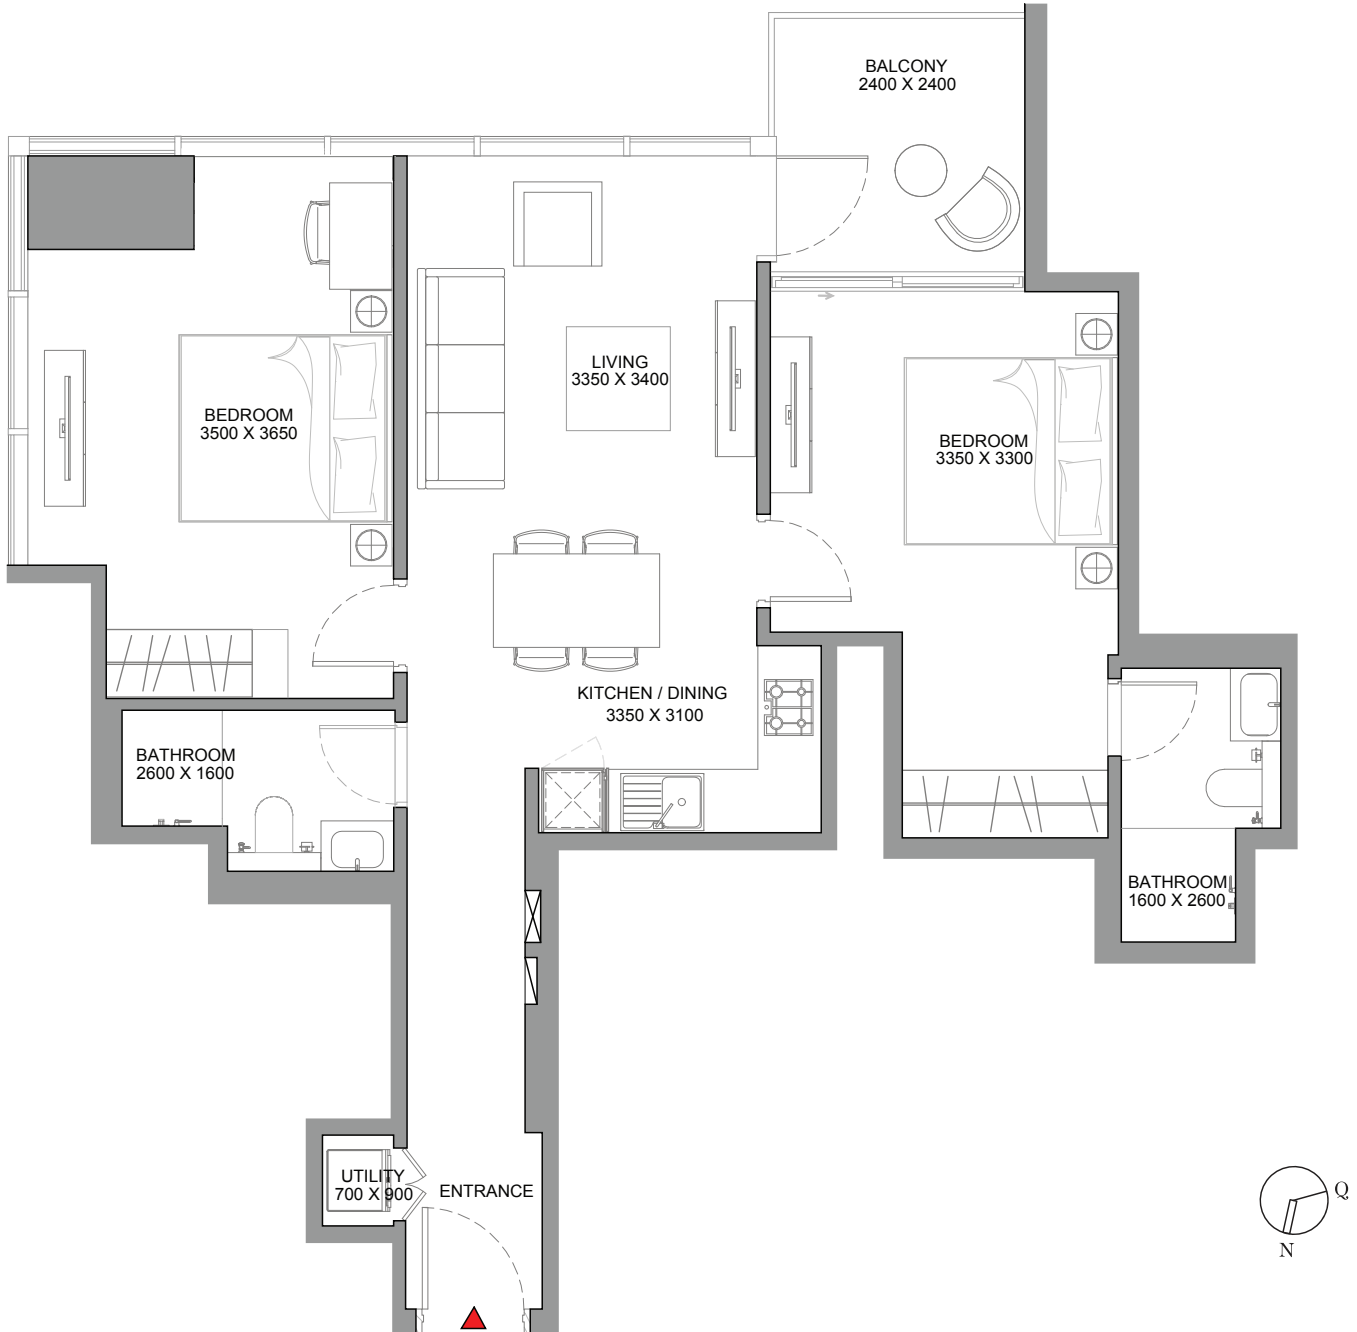 BALCONY
2400 X 2400
LIVING
3350 X 3400
BEDROOM
3500 X 3650
BEDROOM
3350 X 3300
KITCHEN / DINING
3350 X 3100
BATHROOM
2600 X 1600
BATHROOM
1600 X 2600
UTILITY
700 X 900
ENTRANCE
Q
N